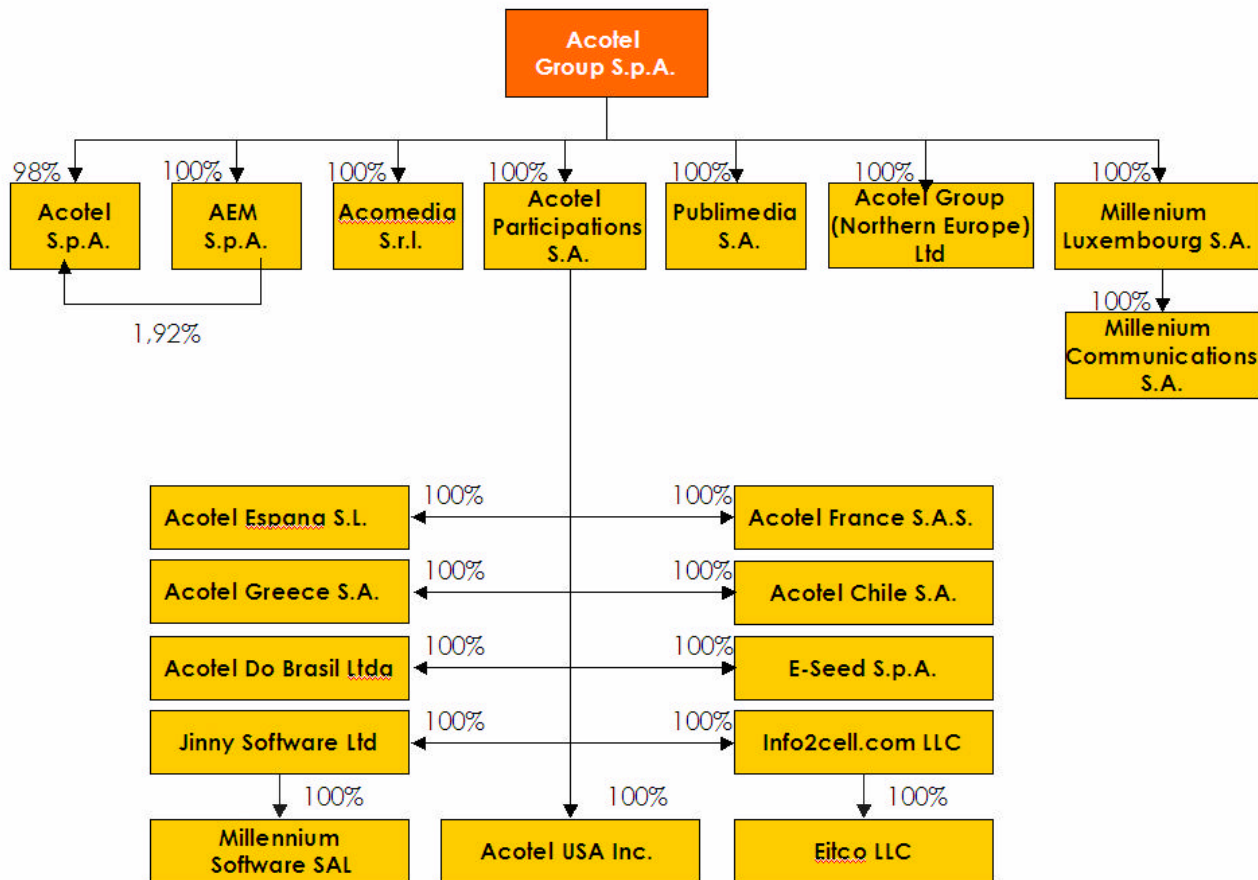 Acotel
Group S.p.A.
98%
100%
100%
100%
100%
100%
100%
Acotel
S.p.A.
AEM
S.p.A.
Acomedia
S.r.l.
Acotel
Participations
S.A.
Publimedia
S.A.
Acotel Group
(Northern Europe)
Ltd
Millenium
Luxembourg S.A.
1,92%
100%
Millenium
Communications
S.A.
100%
100%
Acotel Espana S.L.
Acotel France S.A.S.
100%
100%
Acotel Greece S.A.
Acotel Chile S.A.
100%
100%
Acotel Do Brasil Ltda
E-Seed S.p.A.
100%
100%
Jinny Software Ltd
Info2cell.com LLC
100%
100%
100%
Millennium
Software SAL
Acotel USA Inc.
Eitco LLC